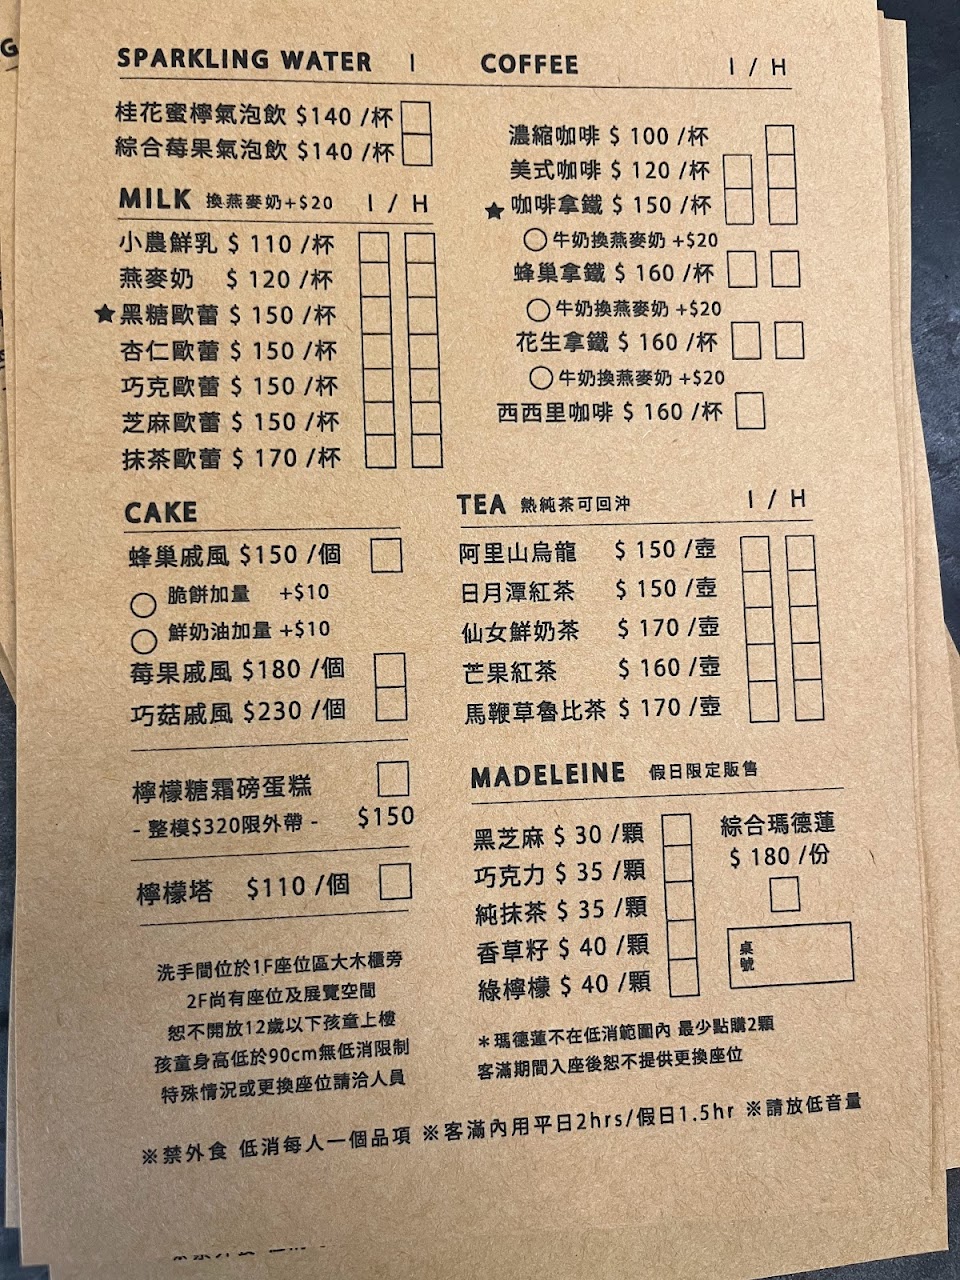 SPARKLING WATER I
桂花蜜檸氣泡飲 $140 /杯
綜合莓果氣泡飲 $140 /杯
MILK 換燕麥奶+$20 I / H
小農鮮乳 $ 110 /杯
燕麥奶 $ 120 /杯
★黑糖歐蕾 $ 150 /杯
杏仁歐蕾 $ 150 /杯
巧克歐蕾 $ 150 /杯
芝麻歐蕾 $ 150 /杯
抹茶歐蕾 $ 170 /杯
COFFEE I / H
濃縮咖啡 $ 100 /杯
美式咖啡 $ 120 /杯
★咖啡拿鐵 $ 150 /杯
牛奶換燕麥奶 +$20
蜂巢拿鐵 $ 160 /杯
牛奶換燕麥奶 +$20
花生拿鐵 $ 160 /杯
牛奶換燕麥奶 +$20
西西里咖啡 $ 160 /杯
CAKE
蜂巢戚風 $150 /個
脆餅加量 +$10
鮮奶油加量 +$10
莓果戚風 $180 /個
巧菇戚風 $230 /個
檸檬糖霜磅蛋糕
- 整模$320限外帶 - $150
檸檬塔 $110 /個
TEA 熱純茶可回沖 I / H
阿里山烏龍 $ 150 /壺
日月潭紅茶 $ 150 /壺
仙女鮮奶茶 $ 170 /壺
芒果紅茶 $ 160 /壺
馬鞭草魯比茶 $ 170 /壺
MADELEINE 假日限定販售
黑芝麻 $ 30 /顆
巧克力 $ 35 /顆
純抹茶 $ 35 /顆
香草籽 $ 40 /顆
綠檸檬 $ 40 /顆
綜合瑪德蓮
$ 180 /份
桌號
＊瑪德蓮不在低消範圍內 最少點購2顆
客滿期間入座後恕不提供更換座位
洗手間位於1F座位區大木櫃旁
2F尚有座位及展覽空間
恕不開放12歲以下孩童上樓
孩童身高低於90cm無低消限制
特殊情況或更換座位請洽人員
※禁外食 低消每人一個品項 ※客滿內用平日2hrs/假日1.5hr ※請放低音量